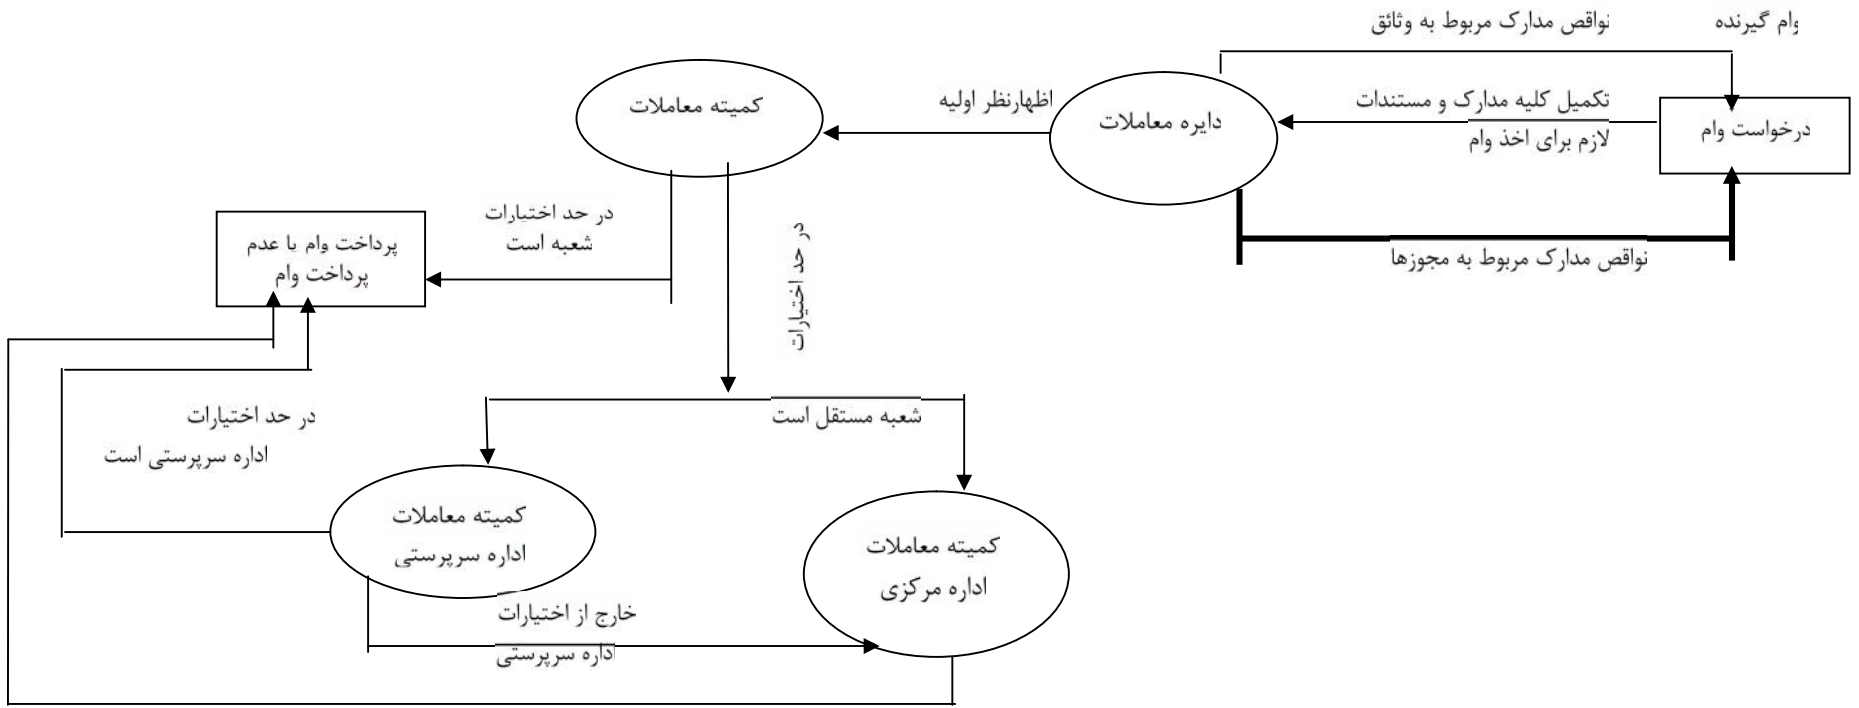 وام گیرنده
نواقص مدارک مربوط به وثائق
درخواست وام
تکمیل کلیه مدارک و مستندات
لازم برای اخذ وام
نواقص مدارک مربوط به مجوزها
دایره معاملات
اظهارنظر اولیه
کمیته معاملات
در حد اختیارات
شعبه است
پرداخت وام یا عدم
پرداخت وام
در حد اختیارات
شعبه مستقل است
در حد اختیارات
اداره سرپرستی است
کمیته معاملات
اداره سرپرستی
کمیته معاملات
اداره مرکزی
خارج از اختیارات
اداره سرپرستی